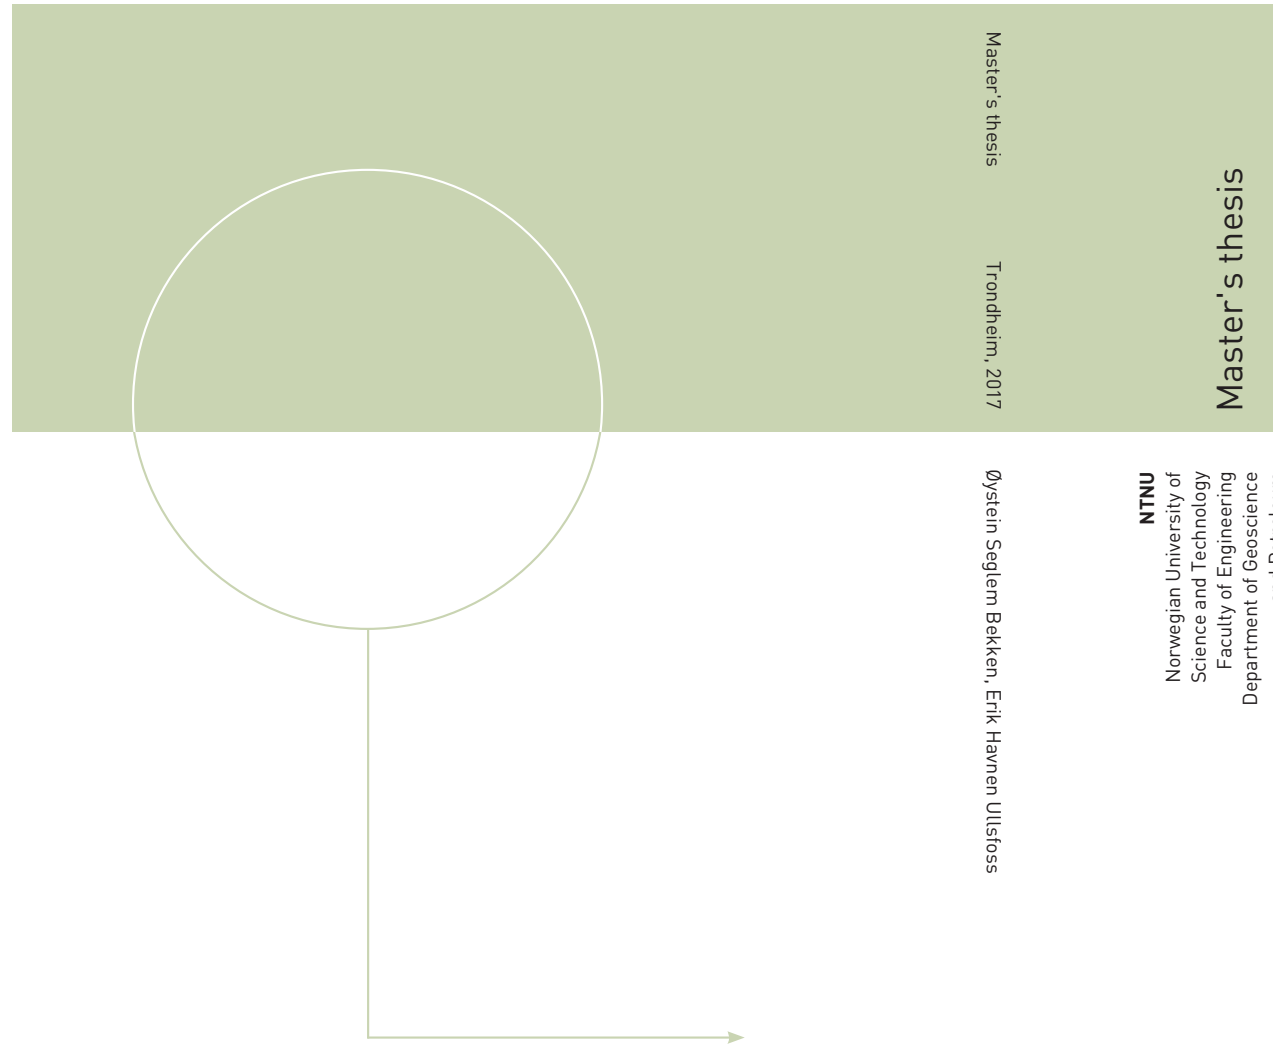 Master's thesis
Trondheim, 2017
Øystein Seglem Bekken, Erik Havnen Ullsfoss
Master's thesis
NTNU
Norwegian University of
Science and Technology
Faculty of Engineering
Department of Geoscience